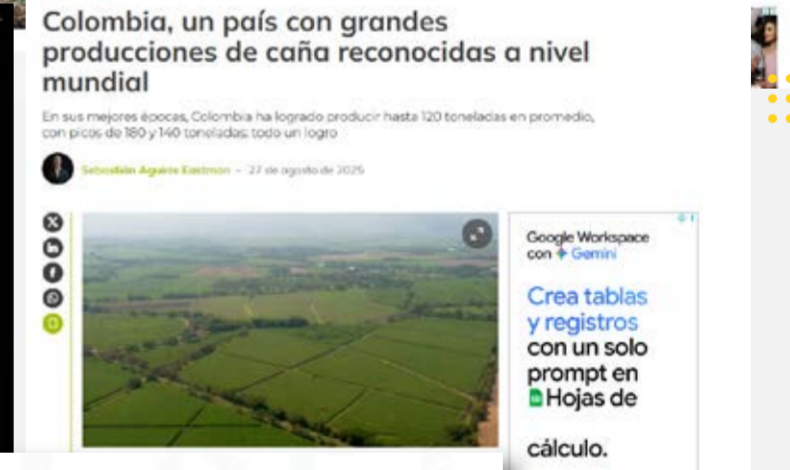 Colombia, un país con grandes
producciones de caña reconocidas a nivel
mundial
En sus mejores épocas, Colombia ha logrado producir hasta 120 toneladas en promedio,
con picos de 180 y 140 toneladas: todo un logro
Sebastián Aguirre Eastman - 27 de agosto de 2025
Google Workspace
con Gemini
Crea tablas
y registros
con un solo
prompt en
Hojas de
cálculo.